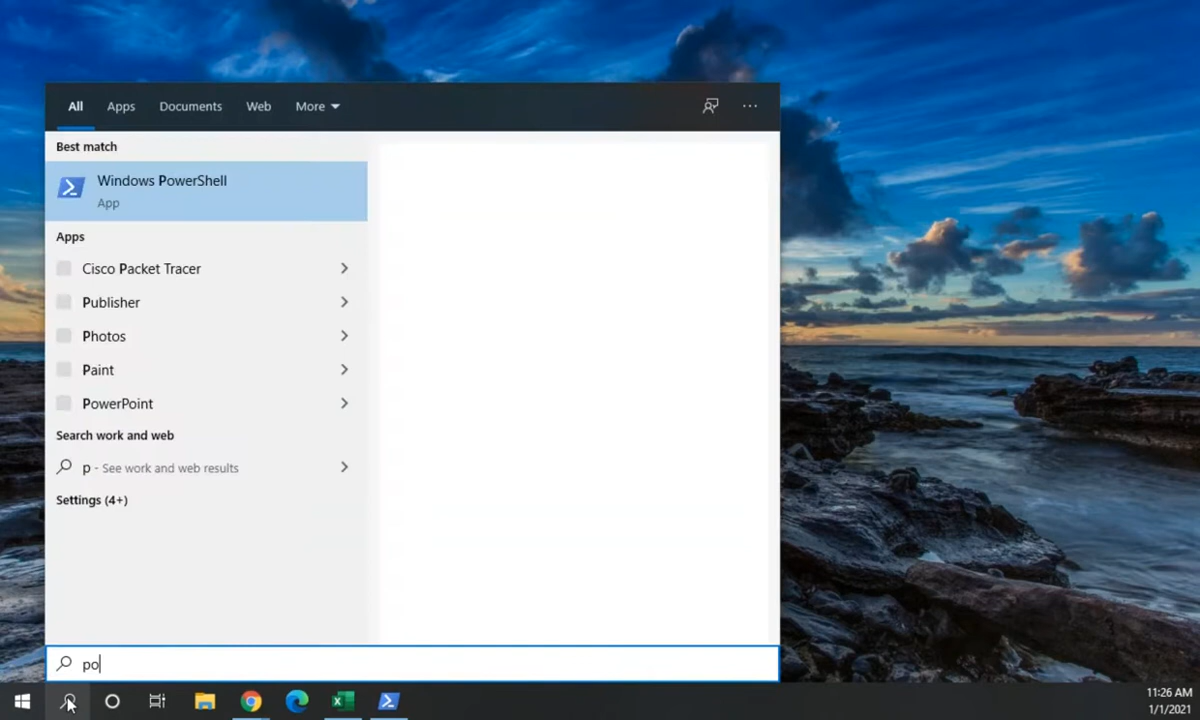 All Apps Documents Web More
Best match
Windows PowerShell
App
Apps
Cisco Packet Tracer
Publisher
Photos
Paint
PowerPoint
Search work and web
p - See work and web results
Settings (4+)
po
11:26 AM
1/1/2021